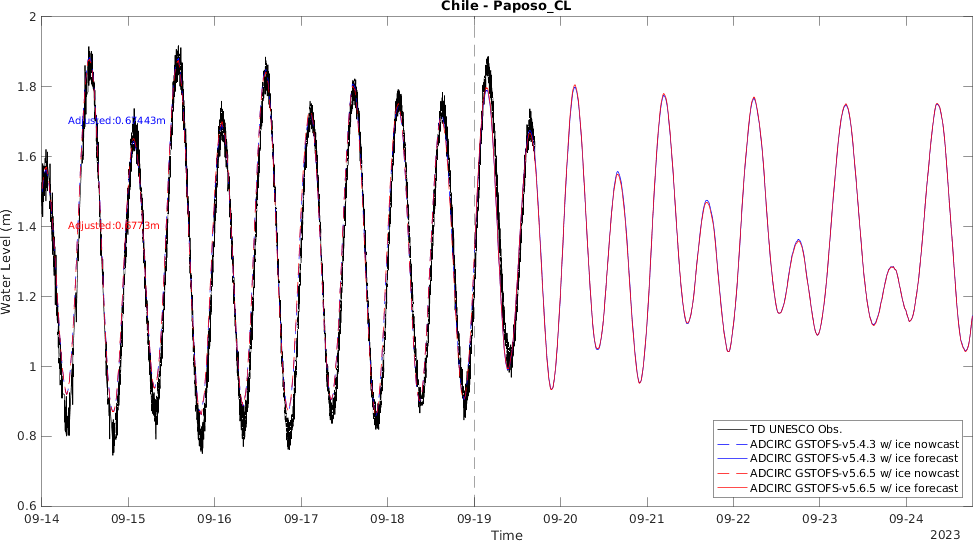 Chile - Paposo_CL
2
1.8
1.6
1.4
1.2
1
0.8
0.6
Water Level (m)
Adjusted:0.67443m
Adjusted:0.6773m
TD UNESCO Obs.
ADCIRC GSTOFS-v5.4.3 w/ ice nowcast
ADCIRC GSTOFS-v5.4.3 w/ ice forecast
ADCIRC GSTOFS-v5.6.5 w/ ice nowcast
ADCIRC GSTOFS-v5.6.5 w/ ice forecast
09-14 09-15 09-16 09-17 09-18 09-19 09-20 09-21 09-22 09-23 09-24
Time
2023